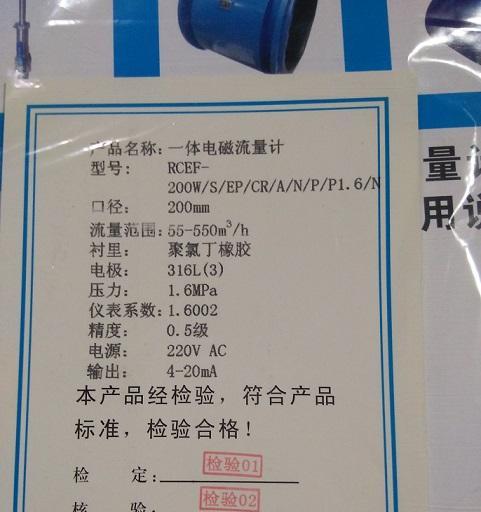 产品名称：一体电磁流量计
型号： RCEF-
200W/S/EP/CR/A/N/P/P1.6/N
口径： 200mm
流量范围：55-550m³/h
衬里： 聚氯丁橡胶
电极： 316L(3)
压力： 1.6MPa
仪表系数：1.6002
精度： 0.5级
电源： 220V AC
输出： 4-20mA
本产品经检验，符合产品
标准，检验合格！
检 定： 检验01
核 验： 检验02
量计
用说